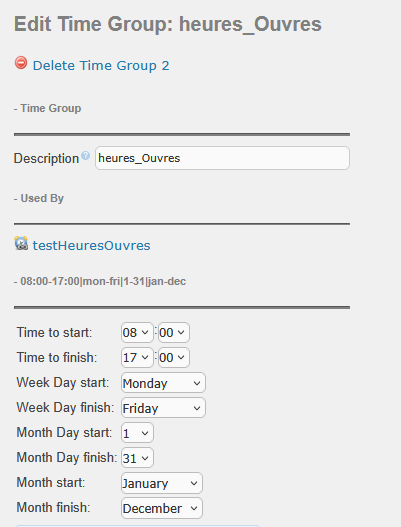 Edit Time Group: heures_Ouvres
Delete Time Group 2
- Time Group
Description ? heures_Ouvres
- Used By
testHeuresOuvres
- 08:00-17:00|mon-fri|1-31|jan-dec
Time to start: 08 : 00
Time to finish: 17 : 00
Week Day start: Monday
Week Day finish: Friday
Month Day start: 1
Month Day finish: 31
Month start: January
Month finish: December